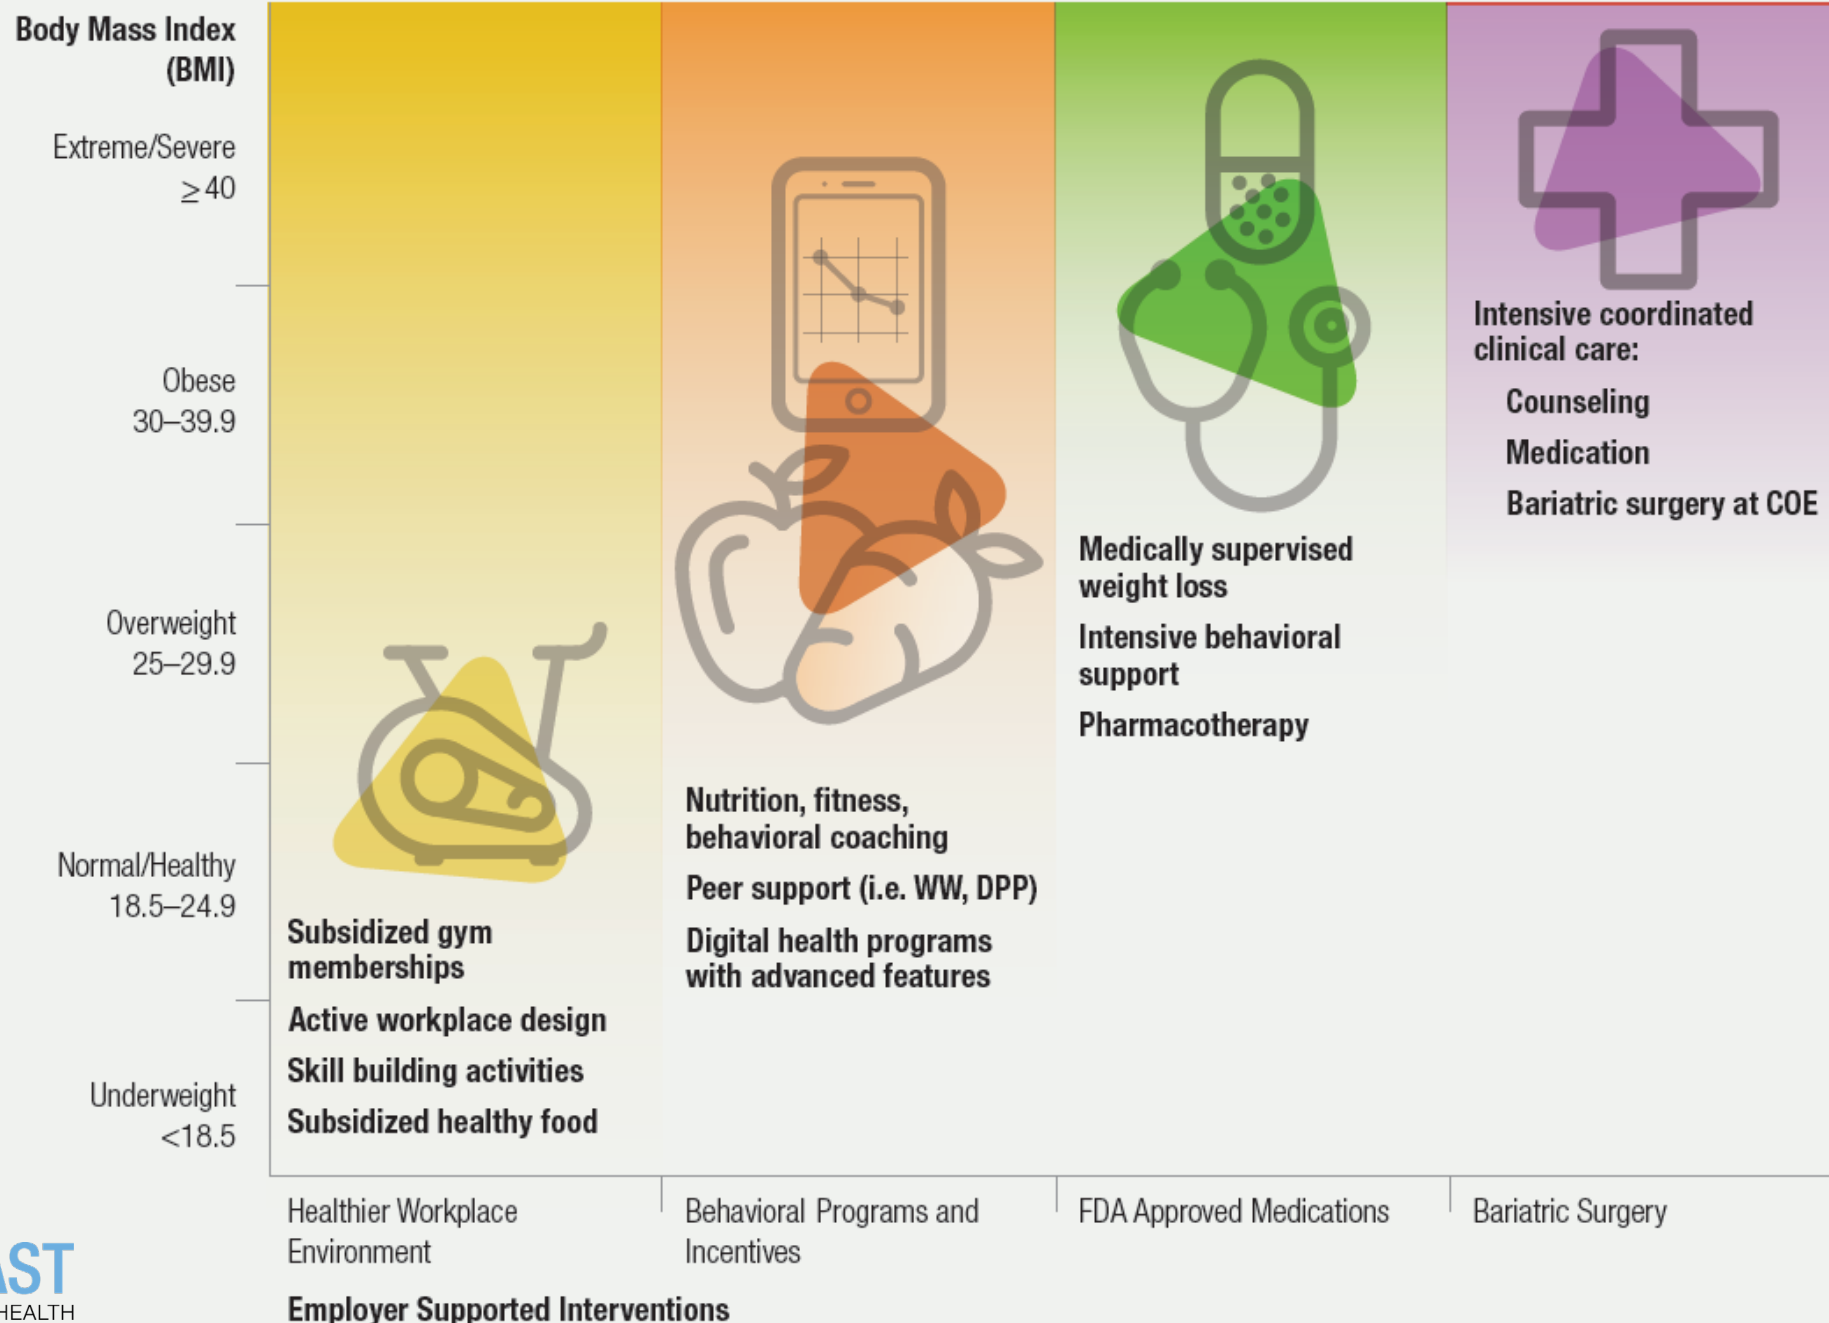 Body Mass Index
(BMI)
Extreme/Severe
≥40
Obese
30–39.9
Overweight
25–29.9
Normal/Healthy
18.5–24.9
Underweight
<18.5
Subsidized gym
memberships
Active workplace design
Skill building activities
Subsidized healthy food
Nutrition, fitness,
behavioral coaching
Peer support (i.e. WW, DPP)
Digital health programs
with advanced features
Medically supervised
weight loss
Intensive behavioral
support
Pharmacotherapy
Intensive coordinated
clinical care:
Counseling
Medication
Bariatric surgery at COE
Healthier Workplace
Environment
Behavioral Programs and
Incentives
FDA Approved Medications
Bariatric Surgery
Employer Supported Interventions
AST
HEALTH